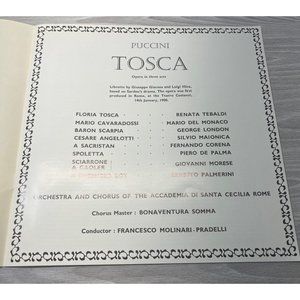 PUCCINI
TOSCA
Opera in three acts
Libretto by Giuseppe Giacosa and Luigi Illica,
based on Sardou's drama. The opera was first
produced in Rome, at the Teatro Costanzi,
14th January, 1900.
FLORIA TOSCA - RENATA TEBALDI
MARIO CAVARADOSSI - MARIO DEL MONACO
BARON SCARPIA - GEORGE LONDON
CESARE ANGELOTTI - SILVIO MAIONICA
A SACRISTAN - FERNANDO CORENA
SPOLETTA - PIERO DE PALMA
SCIARRONE
A GAOLER - GIOVANNI MORESE
A SHEPHERD BOY - ERNESTO PALMERINI
ORCHESTRA AND CHORUS OF THE ACCADEMIA DI SANTA CECILIA ROME
Chorus Master : BONAVENTURA SOMMA
Conductor : FRANCESCO MOLINARI-PRADELLI